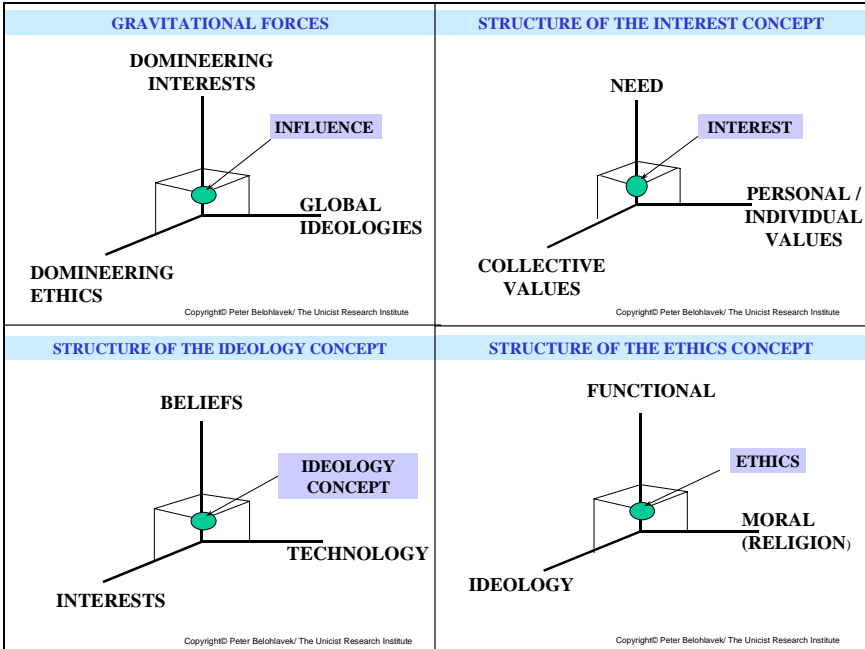 GRAVITATIONAL FORCES
DOMINEERING
INTERESTS
INFLUENCE
GLOBAL
IDEOLOGIES
DOMINEERING
ETHICS
Copyright© Peter Belohlavek/ The Unicist Research Institute
STRUCTURE OF THE INTEREST CONCEPT
NEED
INTEREST
PERSONAL /
INDIVIDUAL
VALUES
COLLECTIVE
VALUES
Copyright© Peter Belohlavek/ The Unicist Research Institute
STRUCTURE OF THE IDEOLOGY CONCEPT
BELIEFS
IDEOLOGY
CONCEPT
TECHNOLOGY
INTERESTS
Copyright© Peter Belohlavek/ The Unicist Research Institute
STRUCTURE OF THE ETHICS CONCEPT
FUNCTIONAL
ETHICS
MORAL
(RELIGION)
IDEOLOGY
Copyright© Peter Belohlavek/ The Unicist Research Institute